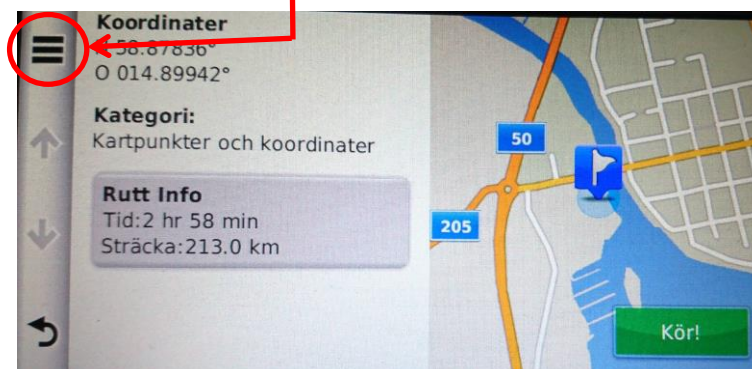 Koordinater
N 58.87836°
O 014.89942°
Kategori:
Kartpunkter och koordinater
Rutt Info
Tid:2 hr 58 min
Sträcka:213.0 km
50
205
Kör!